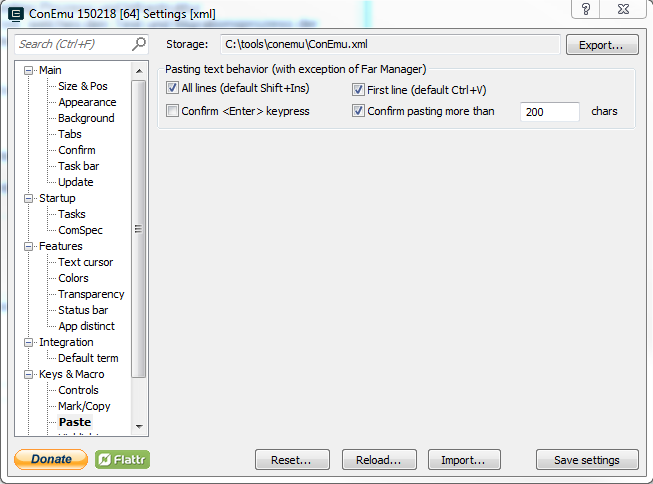 ConEmu 150218 [64] Settings [xml]
Search (Ctrl+F)
Storage:
C:\tools\conemu\ConEmu.xml
Export...
Main
Size & Pos
Appearance
Background
Tabs
Confirm
Task bar
Update
Startup
Tasks
ComSpec
Features
Text cursor
Colors
Transparency
Status bar
App distinct
Integration
Default term
Keys & Macro
Controls
Mark/Copy
Paste
Pasting text behavior (with exception of Far Manager)
All lines (default Shift+Ins)
First line (default Ctrl+V)
Confirm <Enter> keypress
Confirm pasting more than
200
chars
Donate
Flattr
Reset...
Reload...
Import...
Save settings